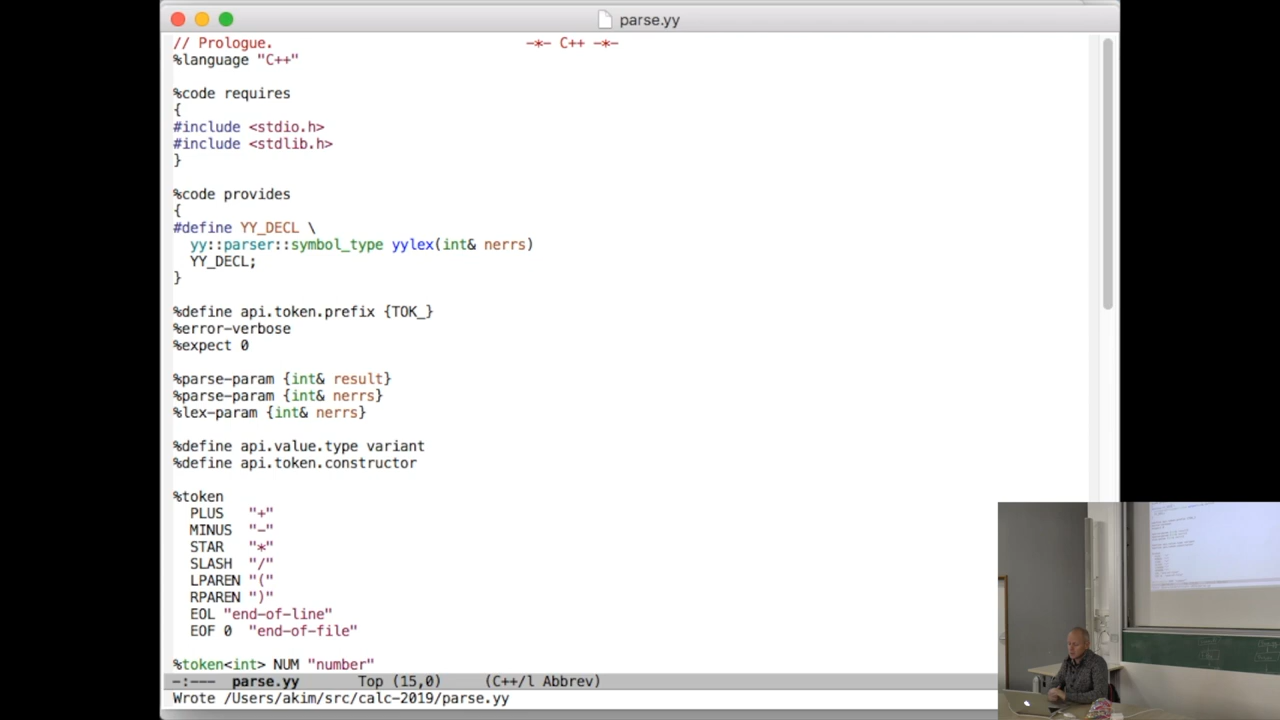 parse.yy
// Prologue. -*- C++ -*-
%language "C++"
%code requires
{
#include <stdio.h>
#include <stdlib.h>
}
%code provides
{
#define YY_DECL \
yy::parser::symbol_type yylex(int& nerrs)
YY_DECL;
}
%define api.token.prefix {TOK_}
%error-verbose
%expect 0
%parse-param {int& result}
%parse-param {int& nerrs}
%lex-param {int& nerrs}
%define api.value.type variant
%define api.token.constructor
%token
PLUS "+"
MINUS "-"
STAR "*"
SLASH "/"
LPAREN "("
RPAREN ")"
EOL "end-of-line"
EOF 0 "end-of-file"
%token<int> NUM "number"
-:--- parse.yy Top (15,0) (C++/l Abbrev)
Wrote /Users/akim/src/calc-2019/parse.yy